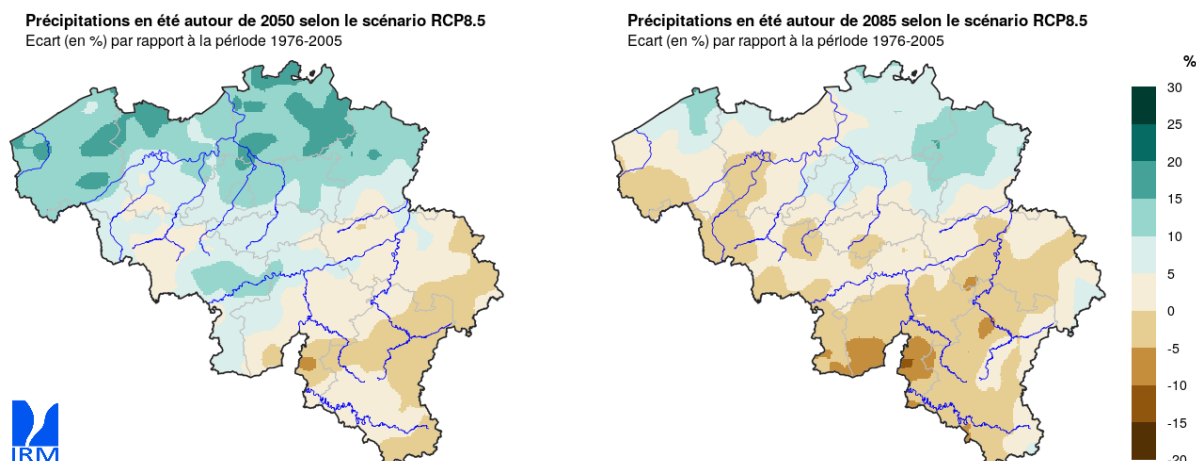 Précipitations en été autour de 2050 selon le scénario RCP8.5
Ecart (en %) par rapport à la période 1976-2005
Précipitations en été autour de 2085 selon le scénario RCP8.5
Ecart (en %) par rapport à la période 1976-2005
%
30
25
20
15
10
5
0
-5
-10
-15
-20
IRM